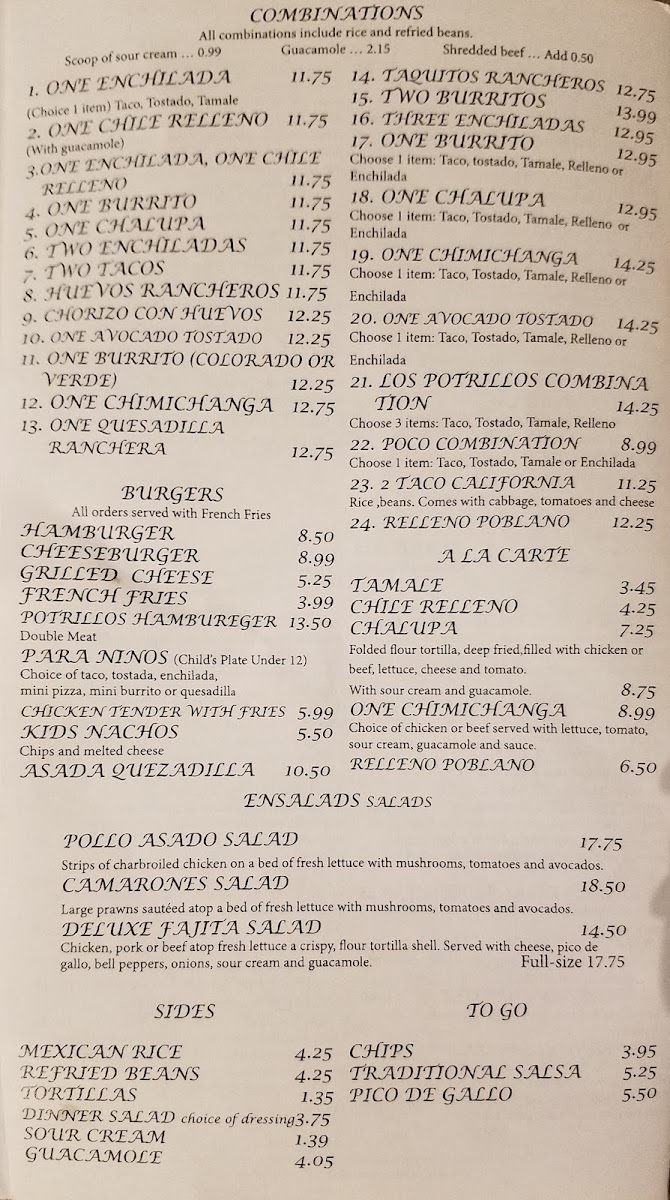 COMBINATIONS
All combinations include rice and refried beans.
Scoop of sour cream ... 0.99 Guacamole ... 2.15 Shredded beef ... Add 0.50
1. ONE ENCHILADA 11.75
(Choice 1 item) Taco, Tostado, Tamale
2. ONE CHILE RELLENO 11.75
(With guacamole)
3.ONE ENCHILADA, ONE CHILE
RELLENO 11.75
4. ONE BURRITO 11.75
5. ONE CHALUPA 11.75
6. TWO ENCHILADAS 11.75
7. TWO TACOS 11.75
8. HUEVOS RANCHEROS 11.75
9. CHORIZO CON HUEVOS 12.25
10. ONE AVOCADO TOSTADO 12.25
11. ONE BURRITO (COLORADO OR
VERDE) 12.25
12. ONE CHIMICHANGA 12.75
13. ONE QUESADILLA
RANCHERA 12.75
14. TAQUITOS RANCHEROS 12.75
15. TWO BURRITOS 13.99
16. THREE ENCHILADAS 12.95
17. ONE BURRITO 12.95
Choose 1 item: Taco, tostado, Tamale, Relleno or
Enchilada
18. ONE CHALUPA 12.95
Choose 1 item: Taco, Tostado, Tamale, Relleno or
Enchilada
19. ONE CHIMICHANGA 14.25
Choose 1 item: Taco, Tostado, Tamale, Relleno or
Enchilada
20. ONE AVOCADO TOSTADO 14.25
Choose 1 item: Taco, Tostado, Tamale, Relleno or
Enchilada
21. LOS POTRILLOS COMBINA
TION 14.25
Choose 3 items: Taco, Tostado, Tamale, Relleno
22. POCO COMBINATION 8.99
Choose 1 item: Taco, Tostado, Tamale or Enchilada
23. 2 TACO CALIFORNIA 11.25
Rice ,beans. Comes with cabbage, tomatoes and cheese
24. RELLENO POBLANO 12.25
BURGERS
All orders served with French Fries
HAMBURGER 8.50
CHEESEBURGER 8.99
GRILLED CHEESE 5.25
FRENCH FRIES 3.99
POTRILLOS HAMBUREGER 13.50
Double Meat
PARA NINOS (Child's Plate Under 12)
Choice of taco, tostada, enchilada,
mini pizza, mini burrito or quesadilla
CHICKEN TENDER WITH FRIES 5.99
KIDS NACHOS 5.50
Chips and melted cheese
ASADA QUEZADILLA 10.50
A LA CARTE
TAMALE 3.45
CHILE RELLENO 4.25
CHALUPA 7.25
Folded flour tortilla, deep fried,filled with chicken or
beef, lettuce, cheese and tomato.
With sour cream and guacamole. 8.75
ONE CHIMICHANGA 8.99
Choice of chicken or beef served with lettuce, tomato,
sour cream, guacamole and sauce.
RELLENO POBLANO 6.50
ENSALADS SALADS
POLLO ASADO SALAD 17.75
Strips of charbroiled chicken on a bed of fresh lettuce with mushrooms, tomatoes and avocados.
CAMARONES SALAD 18.50
Large prawns sautéed atop a bed of fresh lettuce with mushrooms, tomatoes and avocados.
DELUXE FAJITA SALAD 14.50
Chicken, pork or beef atop fresh lettuce a crispy, flour tortilla shell. Served with cheese, pico de
gallo, bell peppers, onions, sour cream and guacamole. Full-size 17.75
SIDES
MEXICAN RICE 4.25
REFRIED BEANS 4.25
TORTILLAS 1.35
DINNER SALAD choice of dressing3.75
SOUR CREAM 1.39
GUACAMOLE 4.05
TO GO
CHIPS 3.95
TRADITIONAL SALSA 5.25
PICO DE GALLO 5.50